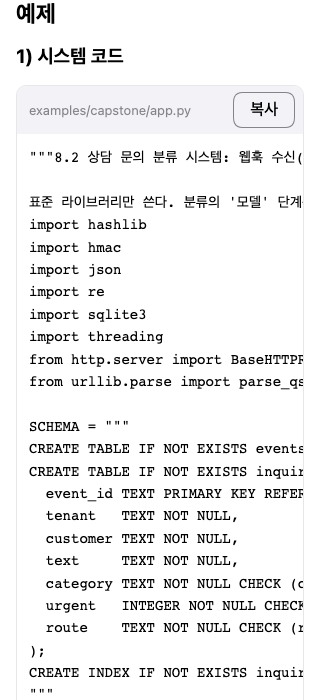 예제
1) 시스템 코드
examples/capstone/app.py
복사
"""8.2 상담 문의 분류 시스템: 웹훅 수신(
표준 라이브러리만 쓴다. 분류의 '모델' 단계
import hashlib
import hmac
import json
import re
import sqlite3
import threading
from http.server import BaseHTTPR
from urllib.parse import parse_qs
SCHEMA = """
CREATE TABLE IF NOT EXISTS events
CREATE TABLE IF NOT EXISTS inquir
event_id TEXT PRIMARY KEY REFER
tenant   TEXT NOT NULL,
customer TEXT NOT NULL,
text     TEXT NOT NULL,
category TEXT NOT NULL CHECK (c
urgent   INTEGER NOT NULL CHECK
route    TEXT NOT NULL CHECK (r
);
CREATE INDEX IF NOT EXISTS inquir
"""